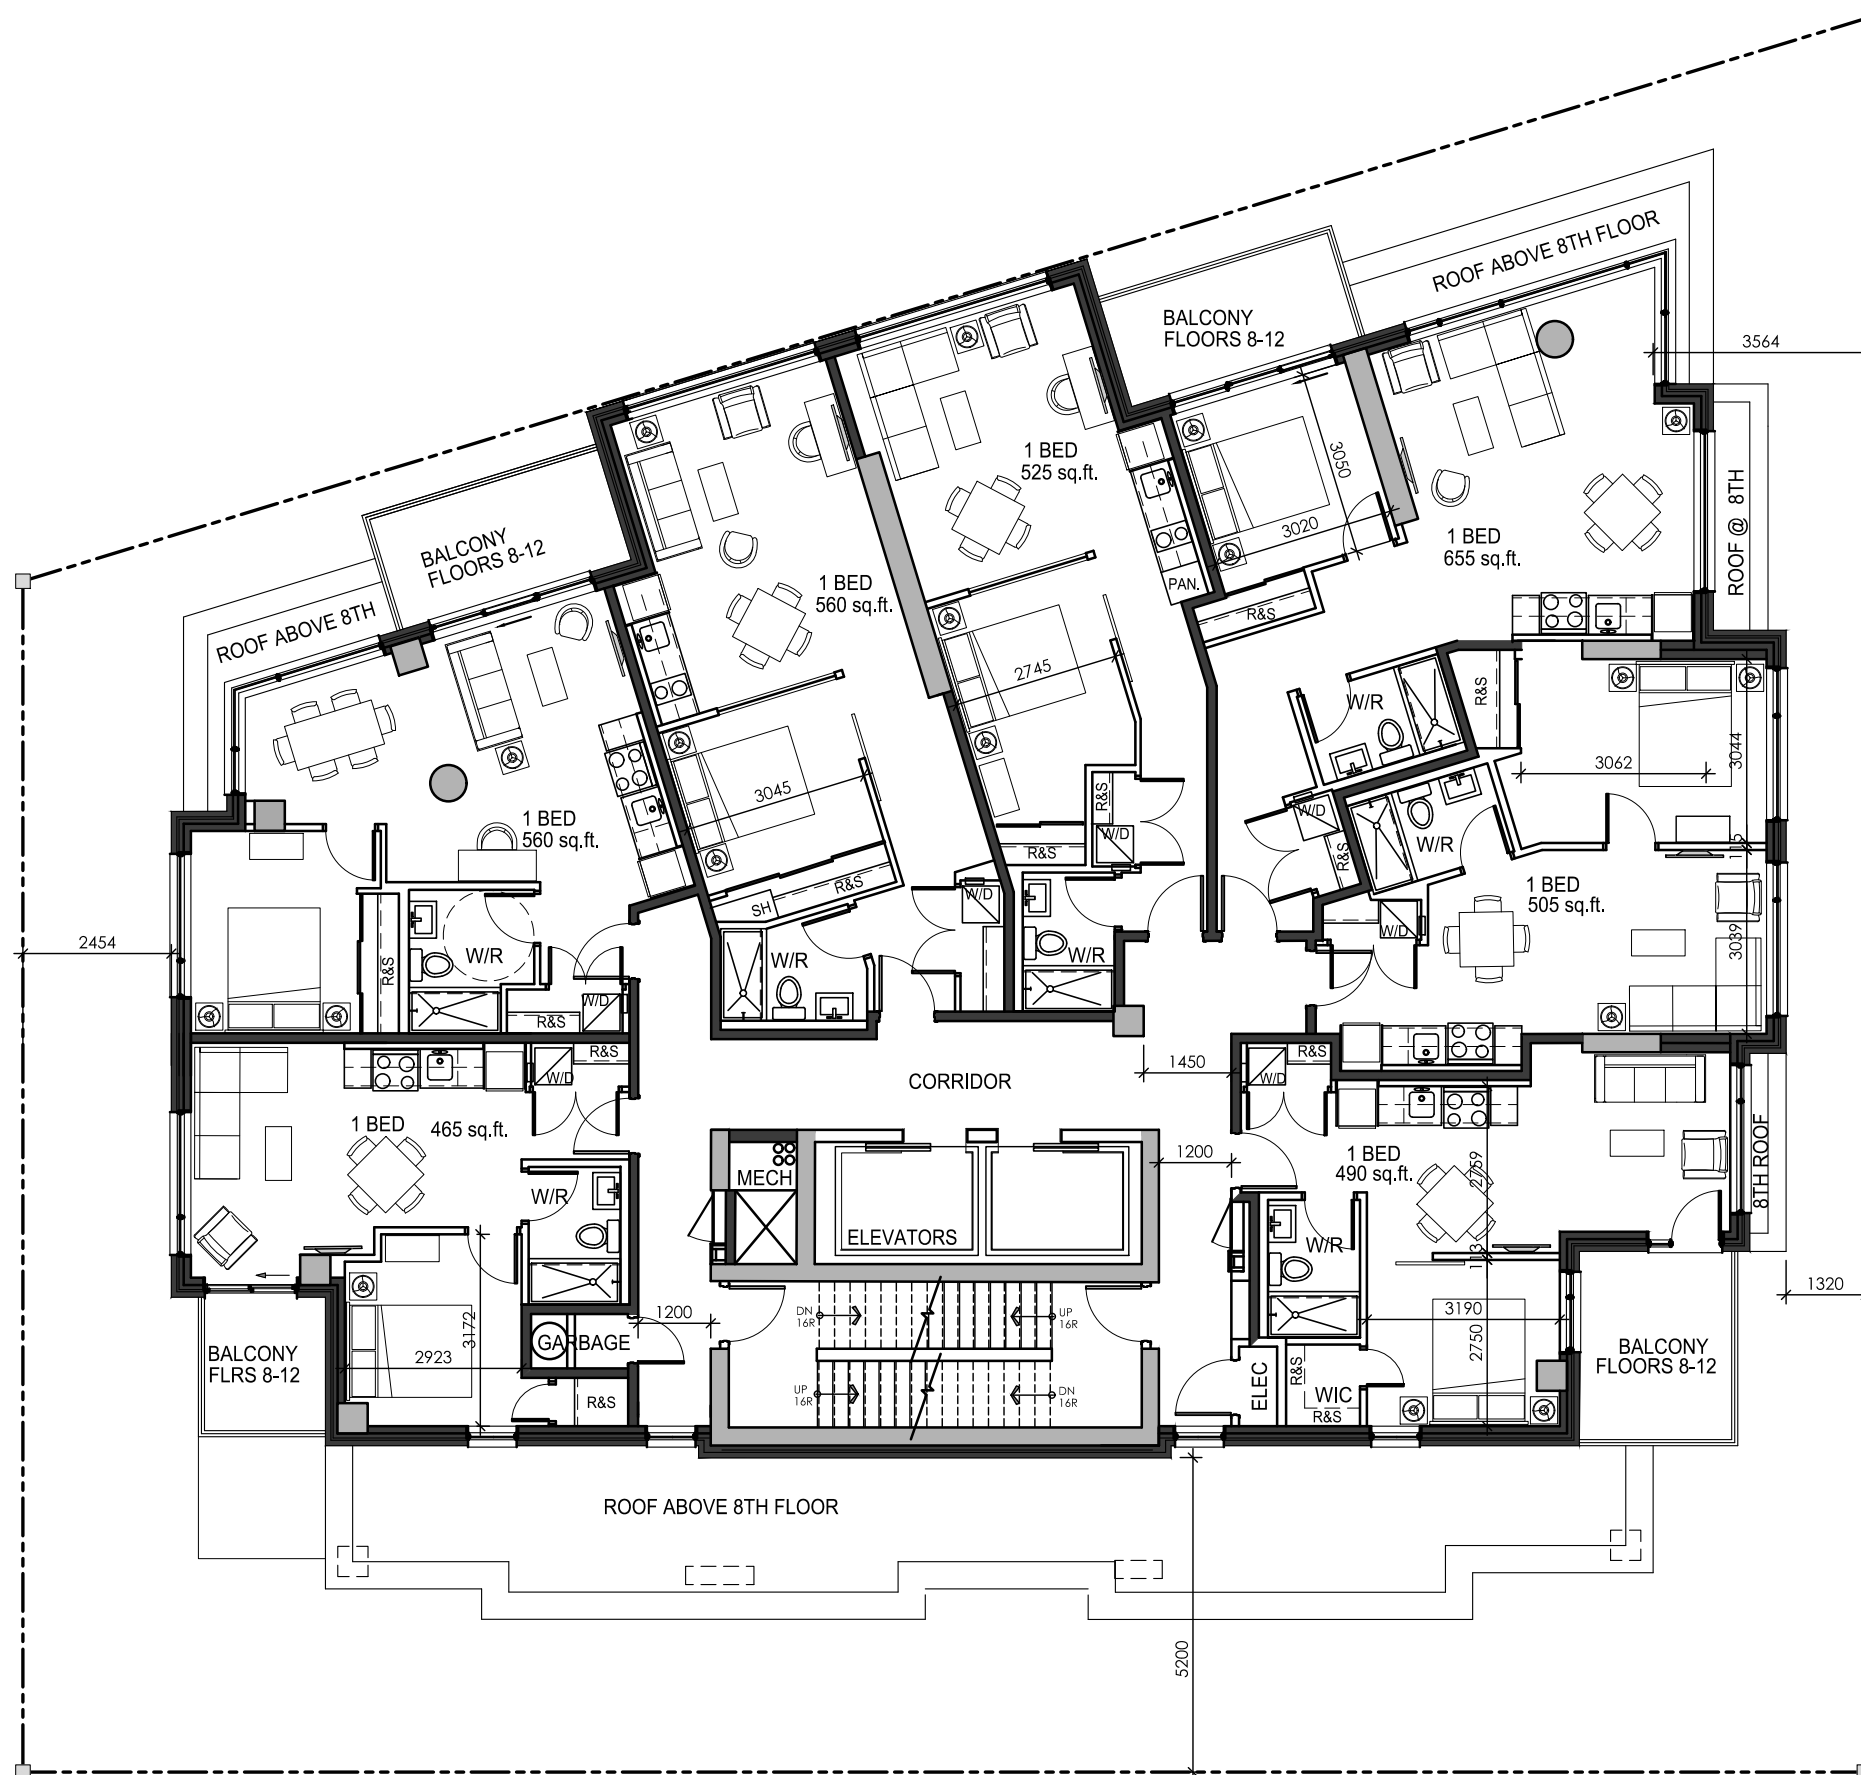 ROOF ABOVE 8TH FLOOR
BALCONY
FLOORS 8-12
3564
1 BED
525 sq.ft.
3050
3020
1 BED
655 sq.ft.
ROOF @ 8TH
BALCONY
FLOORS 8-12
PAN.
R&S
1 BED
560 sq.ft.
ROOF ABOVE 8TH
2745
W/R
R&S
3062
3044
3045
1 BED
560 sq.ft.
R&S
W/D
W/D
R&S
W/R
115
R&S
R&S
SH
W/D
1 BED
505 sq.ft.
W/D
3039
2454
R&S
W/R
W/R
W/R
W/D
R&S
R&S
W/D
CORRIDOR
1450
R&S
W/D
1 BED
465 sq.ft.
MECH
1200
1 BED
490 sq.ft.
2759
8TH ROOF
W/R
ELEVATORS
W/R
113
1320
DN
16R
UP
16R
1200
GARBAGE
3172
2923
BALCONY
FLRS 8-12
3190
2750
BALCONY
FLOORS 8-12
UP
16R
DN
16R
R&S
ELEC
R&S
WIC
R&S
ROOF ABOVE 8TH FLOOR
5200